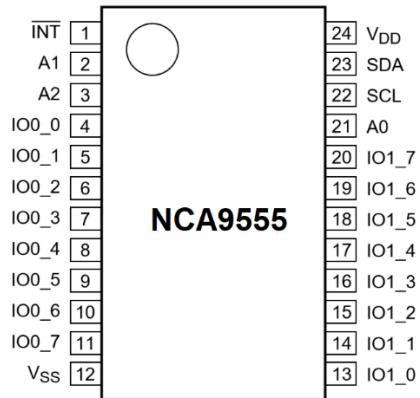 I̅N̅T̅ 1 24 VDD
A1 2 23 SDA
A2 3 22 SCL
IO0_0 4 21 A0
IO0_1 5 20 IO1_7
IO0_2 6 19 IO1_6
IO0_3 7 18 IO1_5
NCA9555
IO0_4 8 17 IO1_4
IO0_5 9 16 IO1_3
IO0_6 10 15 IO1_2
IO0_7 11 14 IO1_1
VSS 12 13 IO1_0